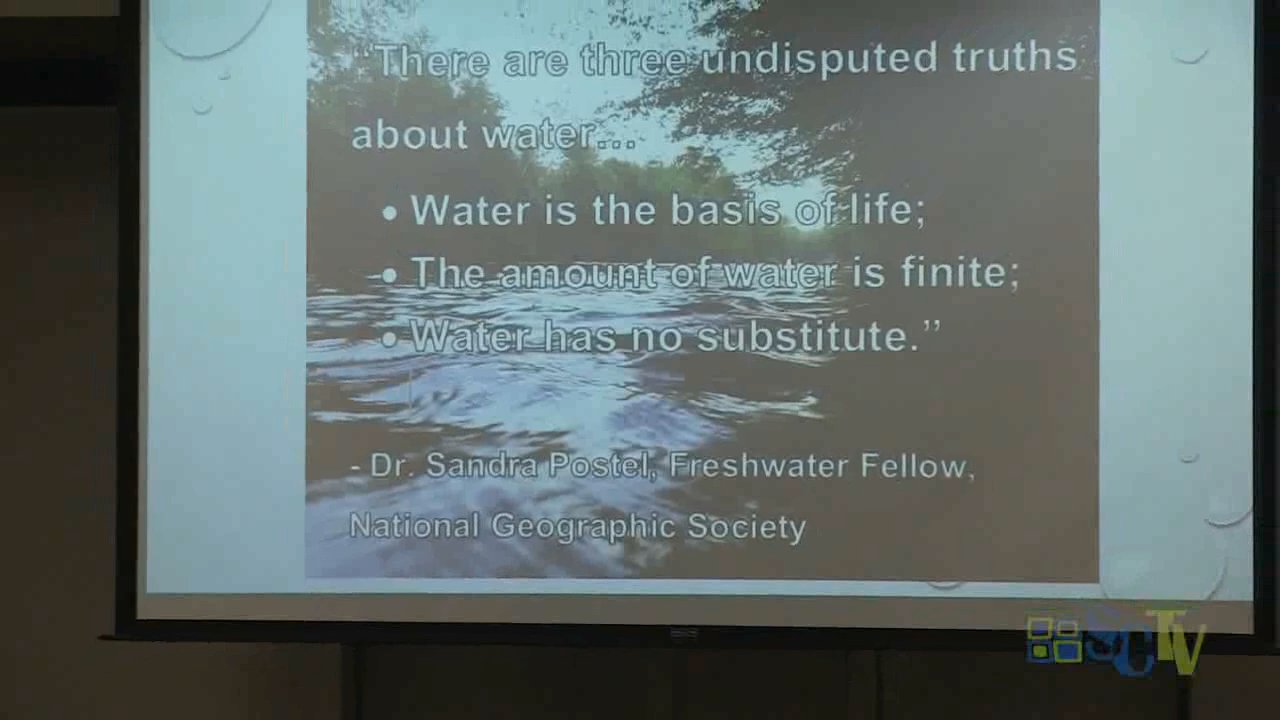 “There are three undisputed truths
about water...
• Water is the basis of life;
• The amount of water is finite;
• Water has no substitute.”
- Dr. Sandra Postel, Freshwater Fellow,
National Geographic Society
SCTV